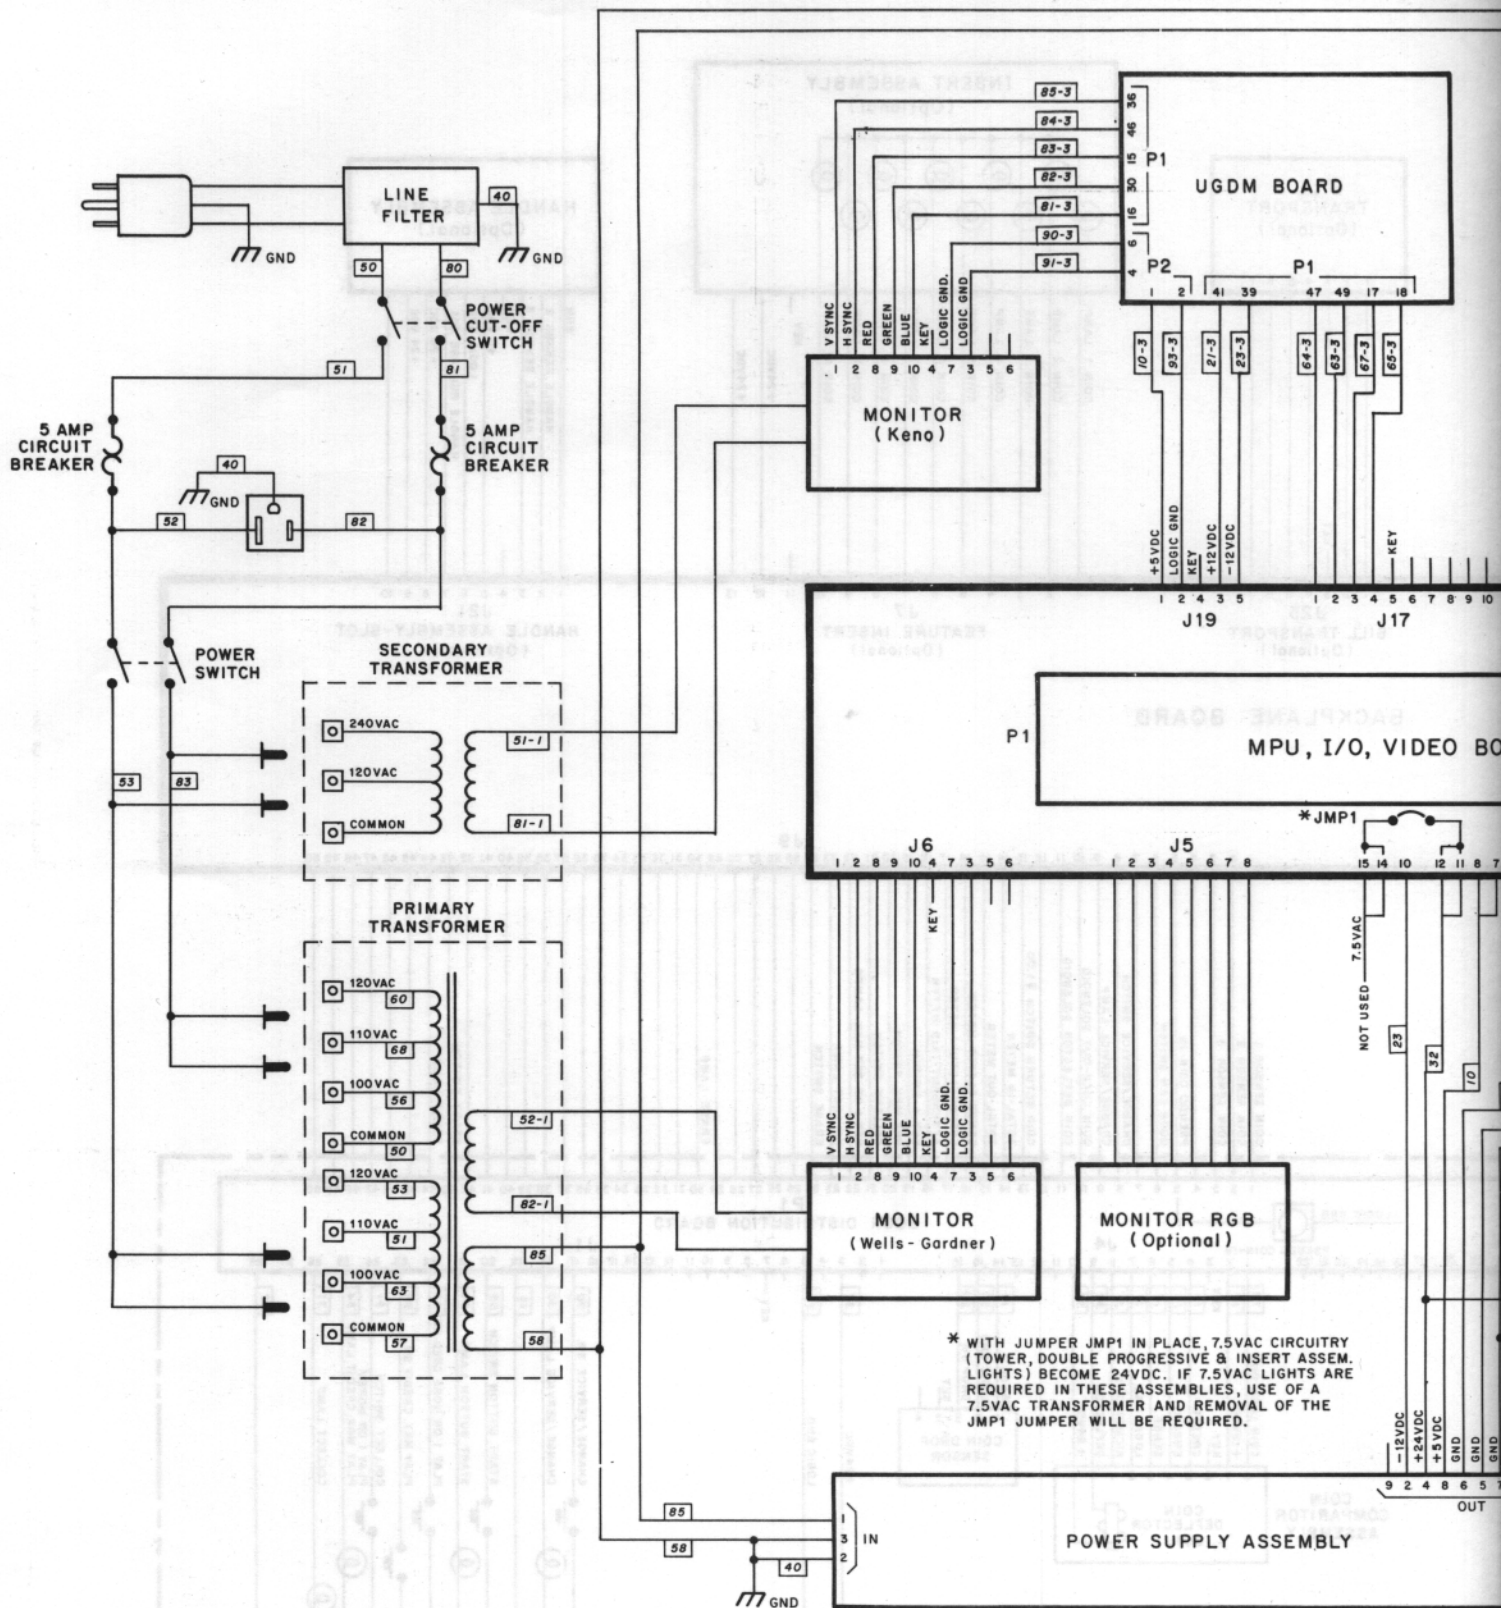 85-3
36
84-3
46
83-3
15
P1
82-3
30
UGDM BOARD
81-3
16
90-3
6
91-3
4
P2
P1
1
2
41
39
47
49
17
18
10-3
93-3
21-3
23-3
64-3
63-3
67-3
65-3
LINE
FILTER
40
GND
GND
50
80
POWER
CUT-OFF
SWITCH
51
81
5 AMP
CIRCUIT
BREAKER
5 AMP
CIRCUIT
BREAKER
40
GND
52
82
V SYNC
H SYNC
RED
GREEN
BLUE
KEY
LOGIC GND.
LOGIC GND
1 2 8 9 10 4 7 3 5 6
MONITOR
(Keno)
+5VDC
LOGIC GND
KEY
+12VDC
-12VDC
KEY
1 2 4 3 5
1 2 3 4 5 6 7 8 9 10
J19
J17
POWER
SWITCH
SECONDARY
TRANSFORMER
240VAC
120VAC
COMMON
51-1
81-1
53
83
P1
MPU, I/O, VIDEO BO
*JMP1
J6
J5
1 2 8 9 10 4 7 3 5 6
1 2 3 4 5 6 7 8
15 14 10 12 11 8 7
KEY
7.5VAC
NOT USED
23
32
10
PRIMARY
TRANSFORMER
120VAC
60
110VAC
68
100VAC
56
COMMON
50
120VAC
53
110VAC
51
100VAC
63
COMMON
57
52-1
82-1
85
58
V SYNC
H SYNC
RED
GREEN
BLUE
KEY
LOGIC GND.
LOGIC GND.
1 2 8 9 10 4 7 3 5 6
MONITOR
(Wells-Gardner)
MONITOR RGB
(Optional)
* WITH JUMPER JMP1 IN PLACE, 7.5VAC CIRCUITRY
(TOWER, DOUBLE PROGRESSIVE & INSERT ASSEM.
LIGHTS) BECOME 24VDC. IF 7.5VAC LIGHTS ARE
REQUIRED IN THESE ASSEMBLIES, USE OF A
7.5VAC TRANSFORMER AND REMOVAL OF THE
JMP1 JUMPER WILL BE REQUIRED.
-12VDC
+24VDC
+5VDC
GND
GND
GND
9 2 4 8 6 5 7
OUT
85
1
3 IN
58
2
40
GND
POWER SUPPLY ASSEMBLY